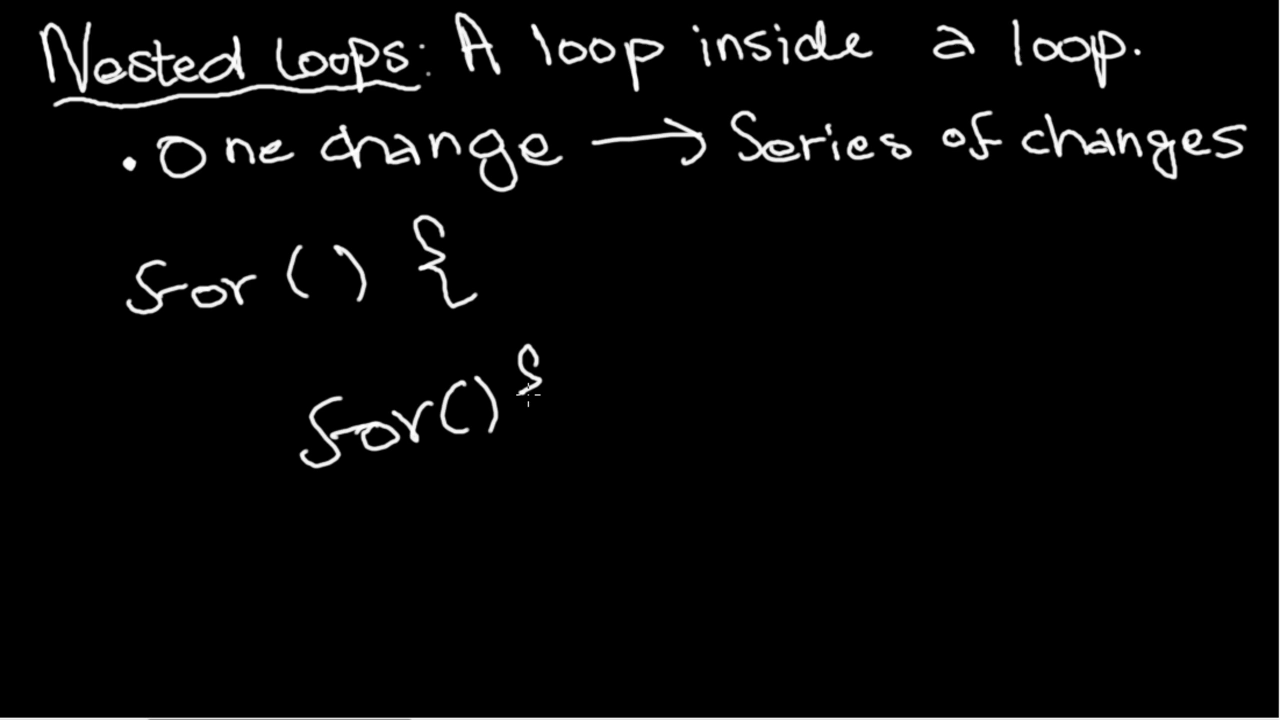 Nested Loops: A loop inside a loop.
. One change → Series of changes
for () {
for() {